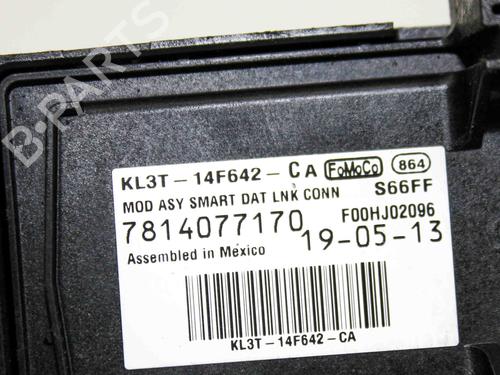 B-PARTS
KL3T-14F642-CA FoMoCo 864
MOD ASY SMART DAT LNK CONN S66FF
7814077170 F00HJ02096
Assembled in Mexico 19-05-13
KL3T-14F642-CA